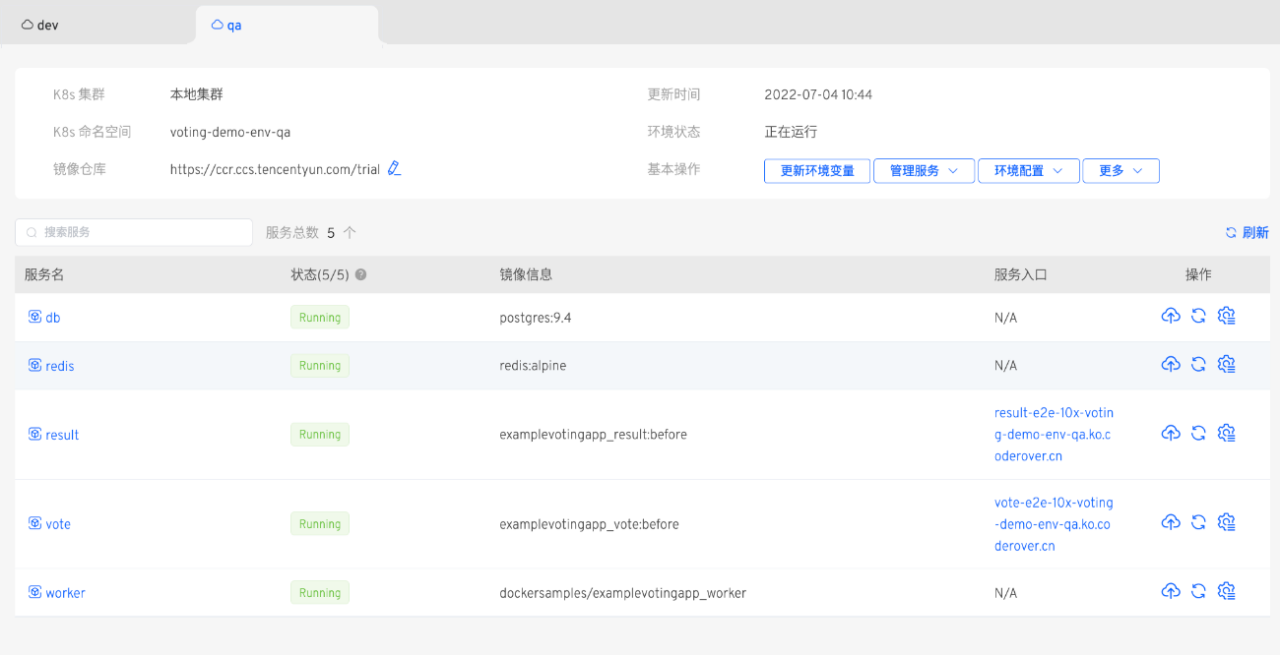 dev
qa
K8s 集群
本地集群
更新时间
2022-07-04 10:44
K8s 命名空间
voting-demo-env-qa
环境状态
正在运行
镜像仓库
https://ccr.ccs.tencentyun.com/trial
基本操作
更新环境变量
管理服务
环境配置
更多
搜索服务
服务总数 5 个
刷新
服务名
状态(5/5)
镜像信息
服务入口
操作
db
Running
postgres:9.4
N/A
redis
Running
redis:alpine
N/A
result
Running
examplevotingapp_result:before
result-e2e-10x-votin
g-demo-env-qa.ko.c
oderover.cn
vote
Running
examplevotingapp_vote:before
vote-e2e-10x-voting
-demo-env-qa.ko.co
derover.cn
worker
Running
dockersamples/examplevotingapp_worker
N/A